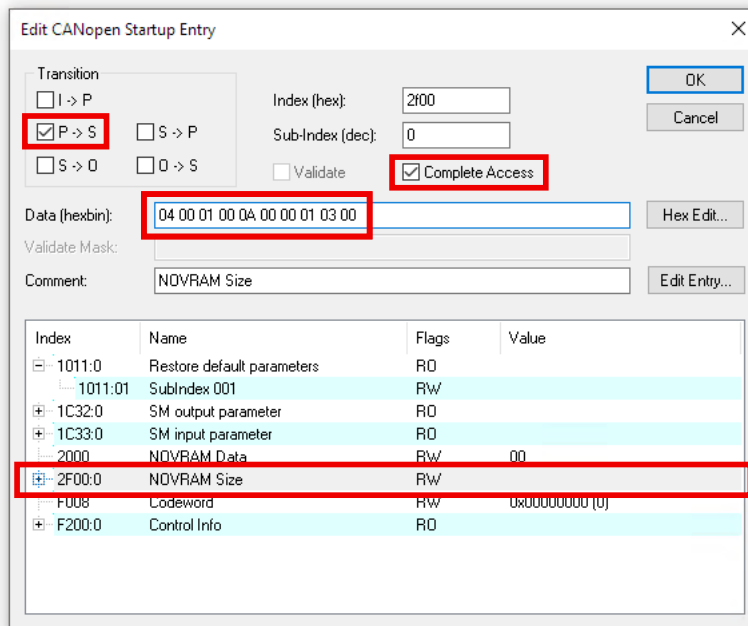 Edit CANopen Startup Entry
Transition
I -> P
P -> S
S -> P
S -> O
O -> S
Index (hex):
2f00
Sub-Index (dec):
0
Validate
Complete Access
OK
Cancel
Data (hexbin):
04 00 01 00 0A 00 00 01 03 00
Hex Edit...
Validate Mask:
Comment:
NOVRAM Size
Edit Entry...
Index Name Flags Value
1011:0 Restore default parameters RO
1011:01 SubIndex 001 RW
1C32:0 SM output parameter RO
1C33:0 SM input parameter RO
2000 NOVRAM Data RW 00
2F00:0 NOVRAM Size RW
F008 Codeword RW 0x00000000 (0)
F200:0 Control Info RO